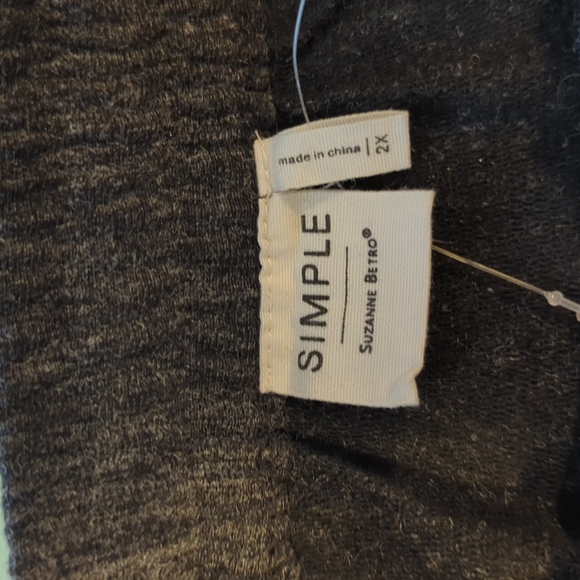 SIMPLE
SUZANNE BETRO®
made in china
2X